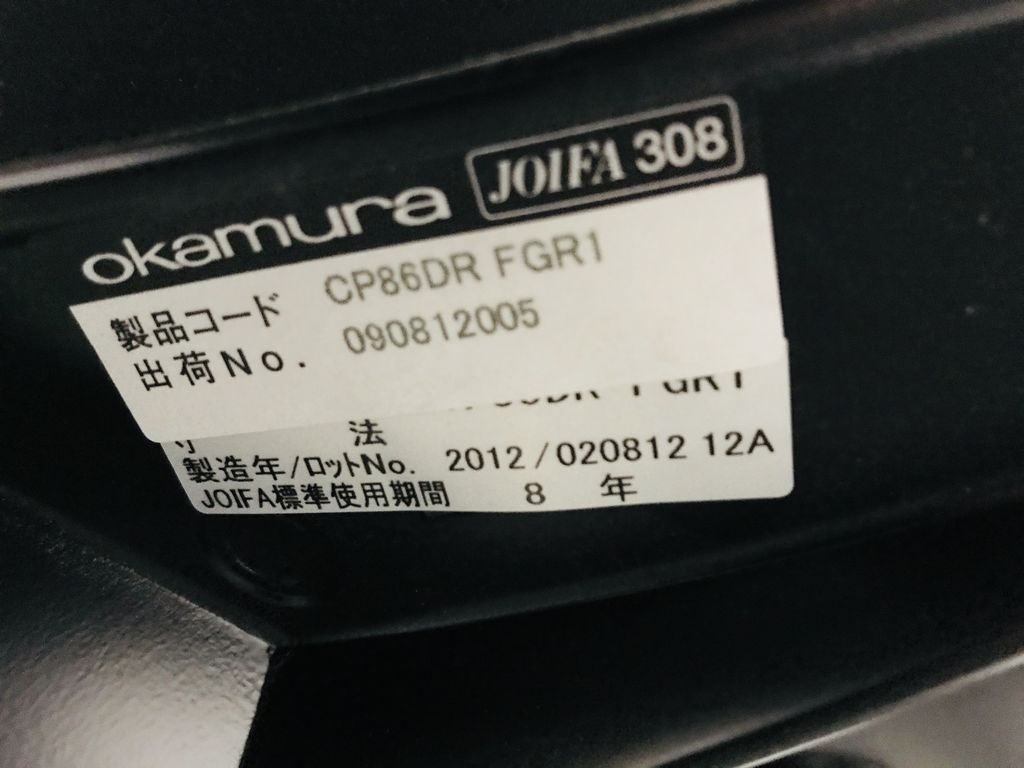 okamura JOIFA 308
製品コード CP86DR FGR1
出荷No. 090812005
寸 法
製造年/ロットNo. 2012/020812 12A
JOIFA標準使用期間 8 年